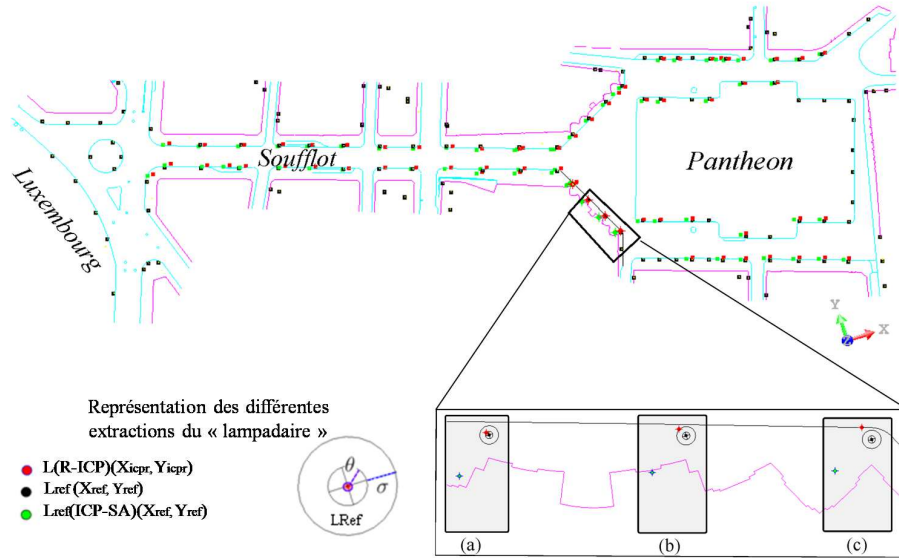 Luxembourg
Soufflot
Pantheon
Y
X
Z
Représentation des différentes
extractions du « lampadaire »
L(R-ICP)(Xicpr, Yicpr)
Lref (Xref, Yref)
Lref(ICP-SA)(Xref, Yref)
θ
σ
LRef
(a)
(b)
(c)